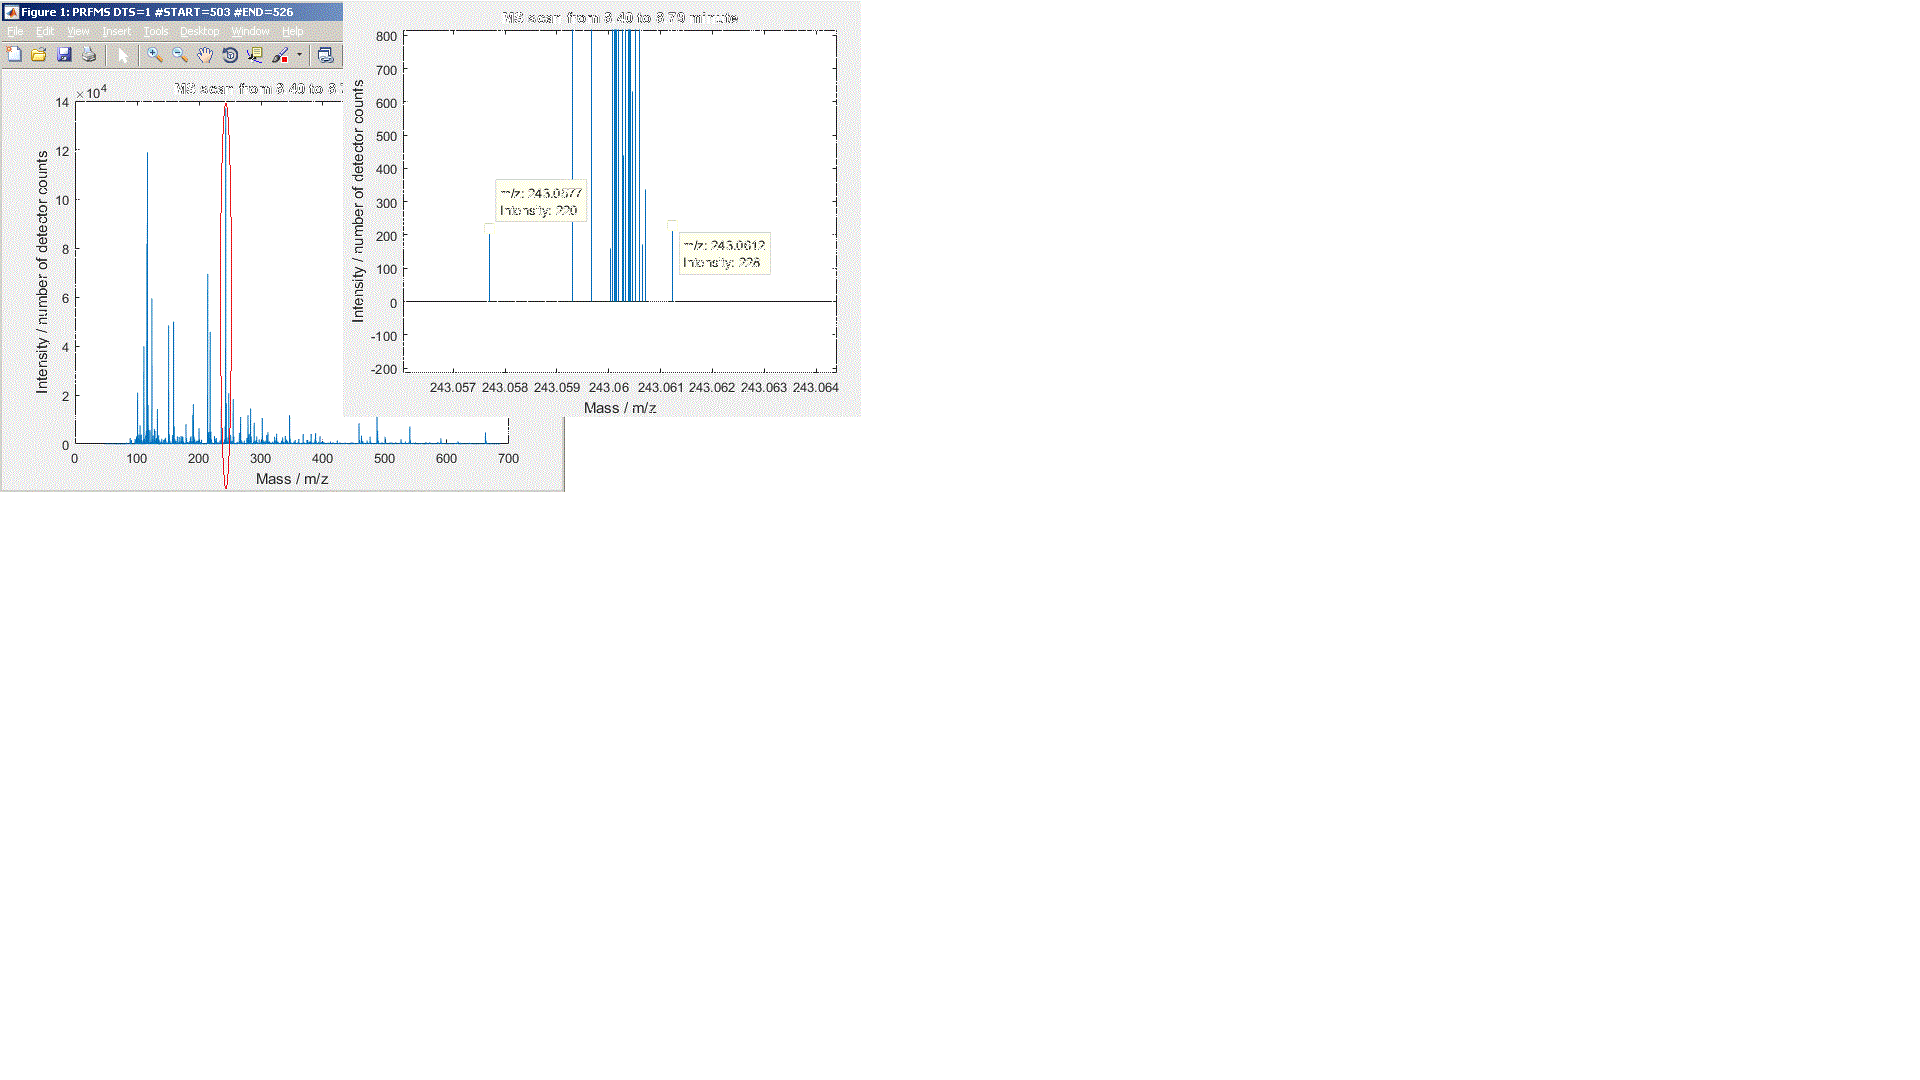 Figure 1: PRFMS DTS=1 #START=503 #END=526
File Edit View Insert Tools Desktop Window Help
MS scan from 8 40 to 8
×10⁴
14
12
10
8
6
4
2
0
0 100 200 300 400 500 600 700
Intensity / number of detector counts
Mass / m/z
MS scan from 8 40 to 8 79 minute
800
700
600
500
400
300
200
100
0
-100
-200
243.057 243.058 243.059 243.06 243.061 243.062 243.063 243.064
Intensity / number of detector counts
Mass / m/z
m/z: 243.0577
Intensity: 220
m/z: 243.0612
Intensity: 226